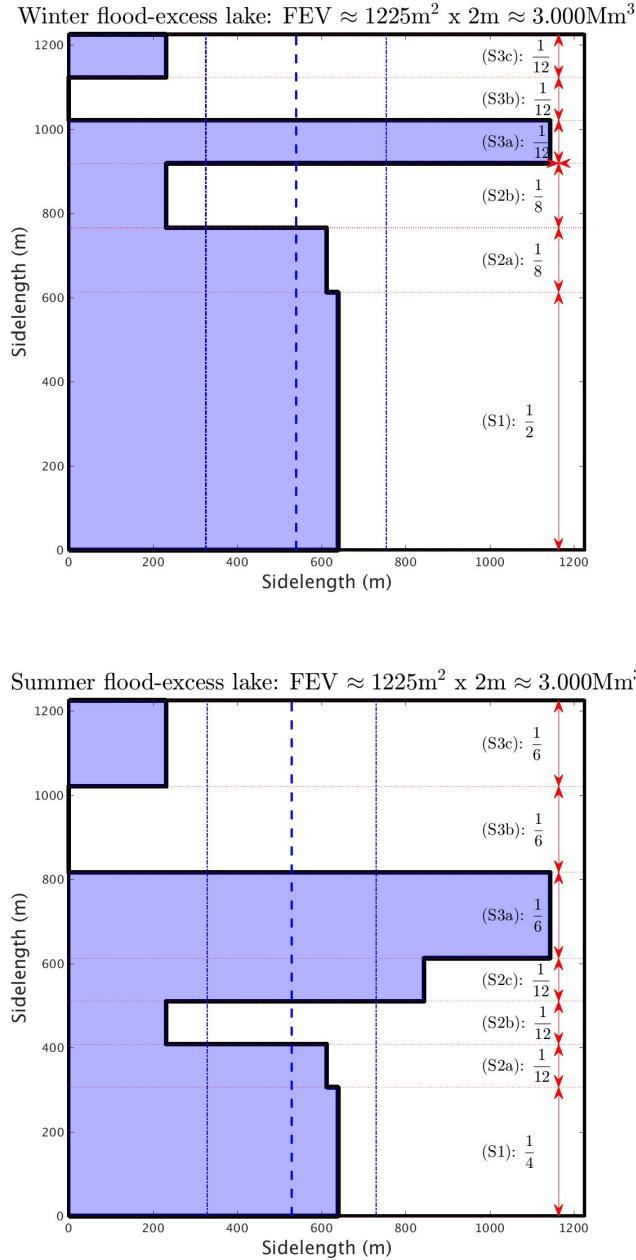 Winter flood-excess lake: FEV ≈ 1225m² x 2m ≈ 3.000Mm³
1200
1000
800
600
400
200
0
Sidelength (m)
(S3c): 1/12
(S3b): 1/12
(S3a): 1/12
(S2b): 1/8
(S2a): 1/8
(S1): 1/2
0 200 400 600 800 1000 1200
Sidelength (m)
Summer flood-excess lake: FEV ≈ 1225m² x 2m ≈ 3.000Mm³
1200
1000
800
600
400
200
0
Sidelength (m)
(S3c): 1/6
(S3b): 1/6
(S3a): 1/6
(S2c): 1/12
(S2b): 1/12
(S2a): 1/12
(S1): 1/4
0 200 400 600 800 1000 1200
Sidelength (m)